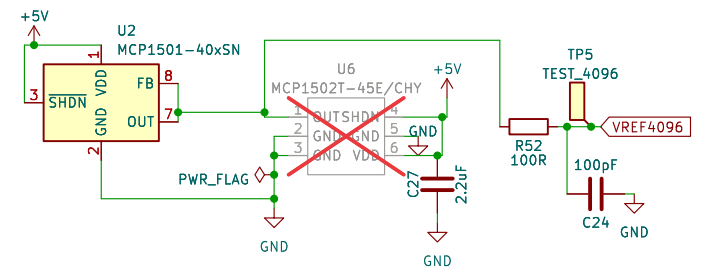 +5V
U2
MCP1501-40xSN
1
VDD
8
FB
3
SHDN
7
OUT
GND
2
U6
MCP1502T-45E/CHY
1
OUT
SHDN
4
2
GND
GND
5
3
GND
VDD
6
GND
+5V
PWR_FLAG
GND
C27
2.2uF
GND
TP5
TEST_4096
VREF4096
R52
100R
100pF
C24
GND